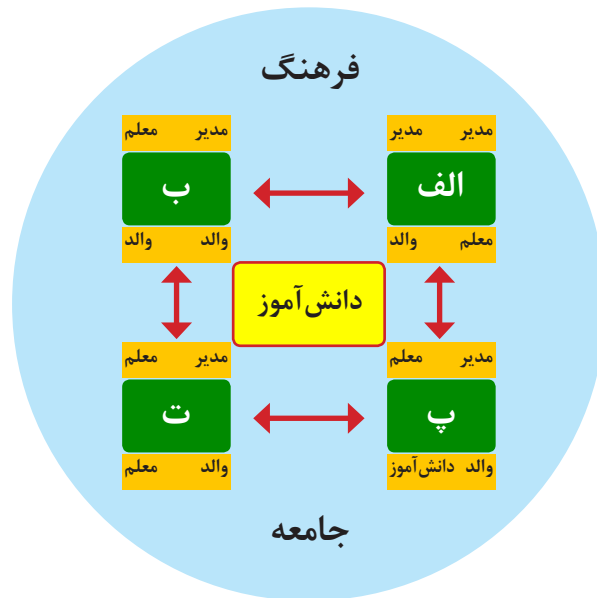 فرهنگ
مدیر مدیر
الف
معلم والد
مدیر معلم
ب
والد والد
دانش‌آموز
مدیر معلم
پ
والد دانش‌آموز
مدیر معلم
ت
والد معلم
جامعه